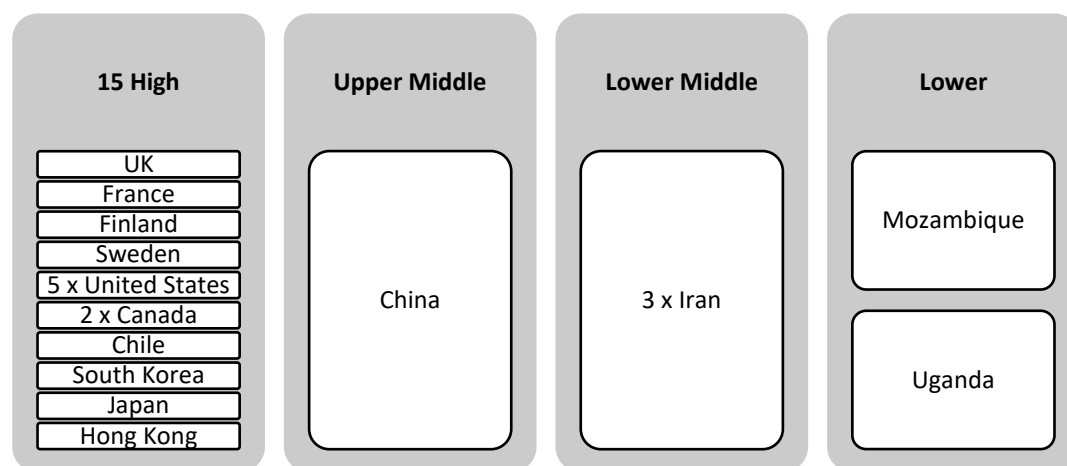 15 High
UK
France
Finland
Sweden
5 x United States
2 x Canada
Chile
South Korea
Japan
Hong Kong
Upper Middle
China
Lower Middle
3 x Iran
Lower
Mozambique
Uganda